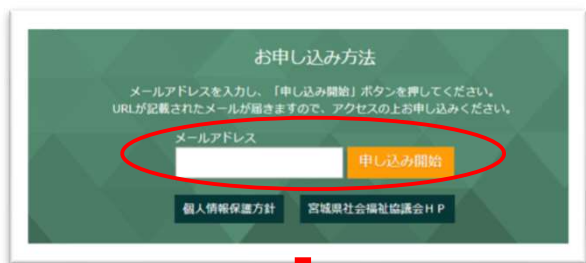 お申し込み方法
メールアドレスを入力し、「申し込み開始」ボタンを押してください。
URLが記載されたメールが届きますので、アクセスの上お申し込みください。
メールアドレス
申し込み開始
個人情報保護方針 宮城県社会福祉協議会ＨＰ